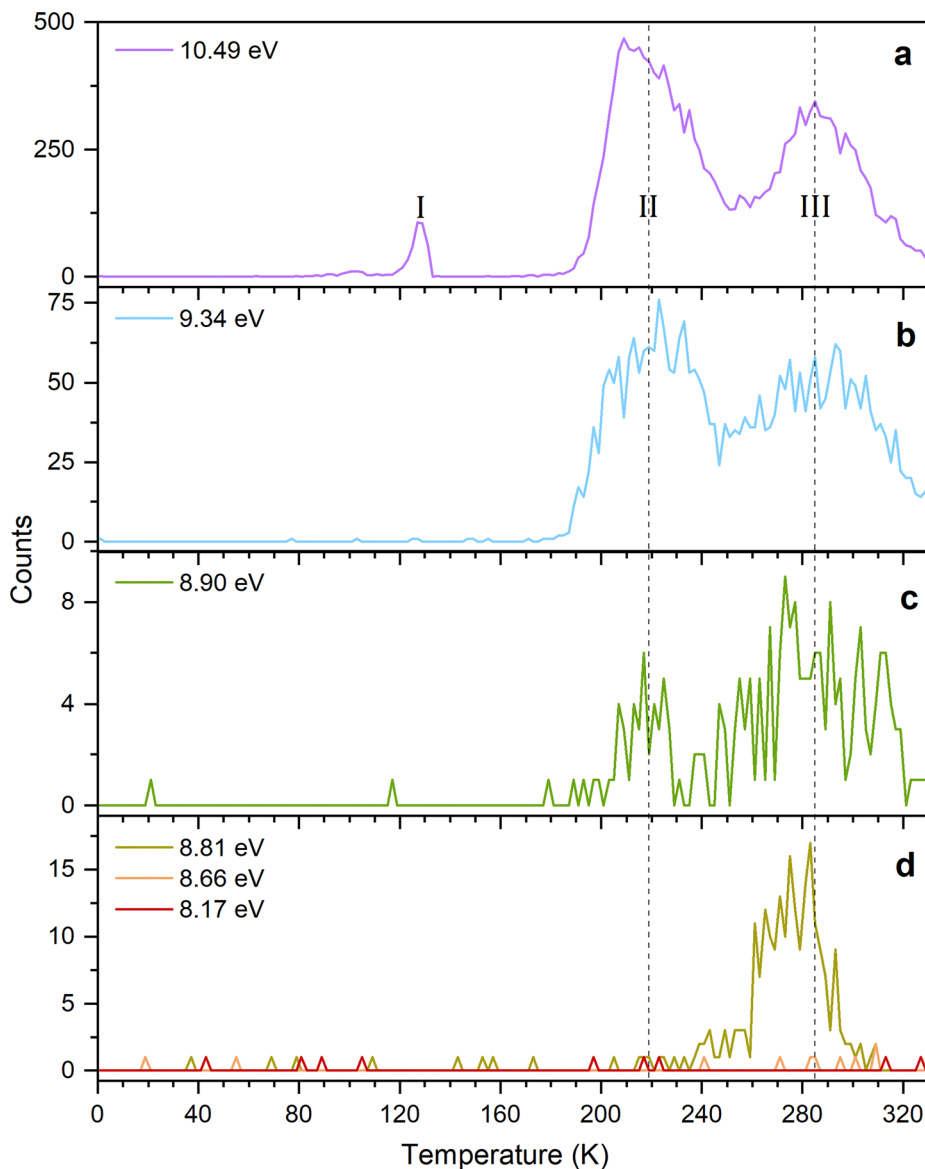 500
10.49 eV
a
250
I
II
III
0
75
9.34 eV
b
50
25
0
Counts
8.90 eV
c
8
4
0
8.81 eV
8.66 eV
8.17 eV
d
15
10
5
0
0 40 80 120 160 200 240 280 320
Temperature (K)